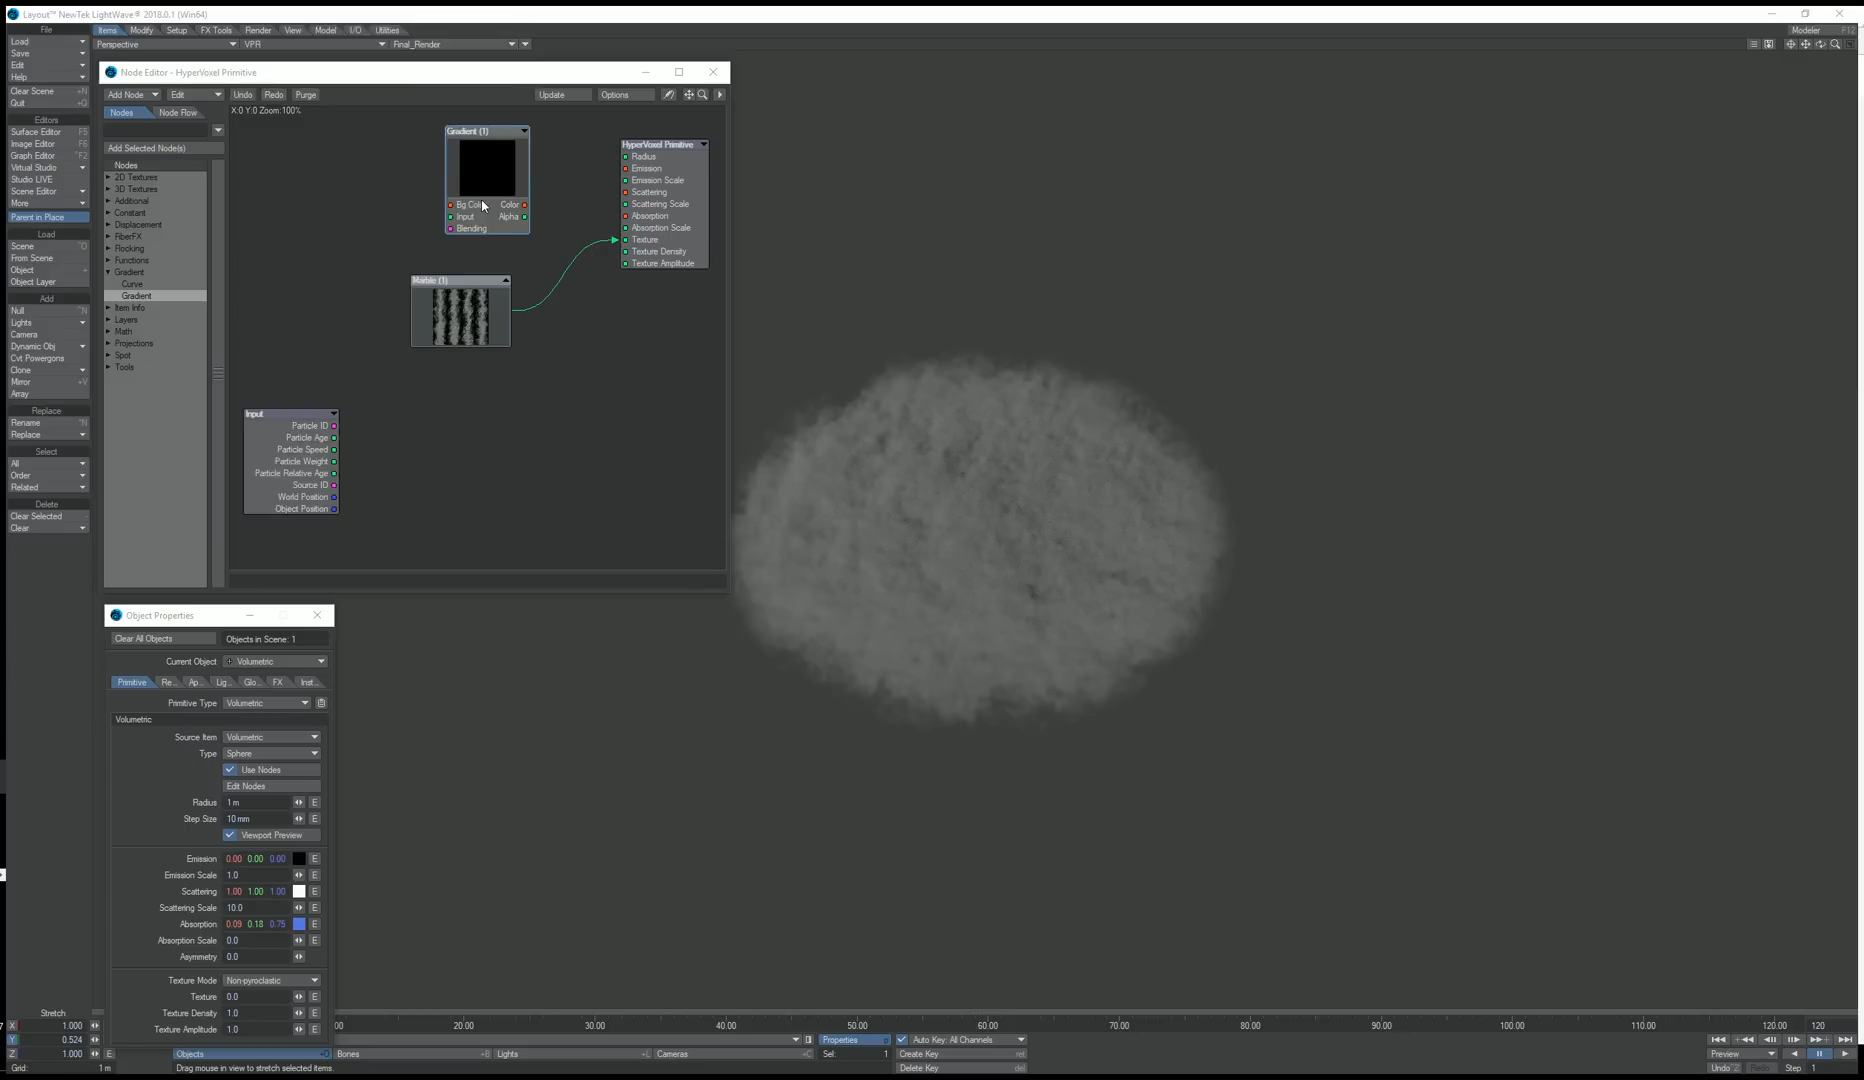 Layout™ NewTek LightWave® 2018.0.1 (Win64)
File
Items Modify Setup FX Tools Render View Model I/O Utilities
Modeler F12
Load
Perspective VPR Final_Render
Save
Edit
Help
Clear Scene +N
Quit +Q
Editors
Surface Editor F5
Image Editor F6
Graph Editor ^F2
Virtual Studio
Studio LIVE
Scene Editor
More
Parent in Place
Load
Scene ^O
From Scene
Object +
Object Layer
Add
Null ^N
Lights
Camera
Dynamic Obj
Cvt Powergons
Clone
Mirror +V
Array
Replace
Rename ^N
Replace
Select
All
Order
Related
Delete
Clear Selected -
Clear
Node Editor - HyperVoxel Primitive
Add Node Edit Undo Redo Purge Update Options
Nodes Node Flow
X:0 Y:0 Zoom:100%
Add Selected Node(s)
Nodes
2D Textures
3D Textures
Additional
Constant
Displacement
FiberFX
Flocking
Functions
Gradient
Curve
Gradient
Item Info
Layers
Math
Projections
Spot
Tools
Gradient (1)
Bg Col Color
Input Alpha
Blending
HyperVoxel Primitive
Radius
Emission
Emission Scale
Scattering
Scattering Scale
Absorption
Absorption Scale
Texture
Texture Density
Texture Amplitude
Marble (1)
Input
Particle ID
Particle Age
Particle Speed
Particle Weight
Particle Relative Age
Source ID
World Position
Object Position
Object Properties
Clear All Objects Objects in Scene: 1
Current Object Volumetric
Primitive Re... Ap... Lig... Glo... FX Inst...
Primitive Type Volumetric
Volumetric
Source Item Volumetric
Type Sphere
Use Nodes
Edit Nodes
Radius 1 m E
Step Size 10 mm E
Viewport Preview
Emission 0.00 0.00 0.00 E
Emission Scale 1.0 E
Scattering 1.00 1.00 1.00 E
Scattering Scale 10.0 E
Absorption 0.09 0.18 0.75 E
Absorption Scale 0.0 E
Asymmetry 0.0
Texture Mode Non-pyroclastic
Texture 0.0 E
Texture Density 1.0 E
Texture Amplitude 1.0 E
Stretch
X 1.000
Y 0.524
Z 1.000 E
Grid: 1 m
00 20.00 30.00 40.00 50.00 60.00 70.00 80.00 90.00 100.00 110.00 120.00 120
Properties p Auto Key: All Channels
Objects +O Bones +B Lights +L Cameras +C Sel: 1 Create Key ret
Preview
Drag mouse in view to stretch selected items. Delete Key del
Undo ^Z Redo Step 1